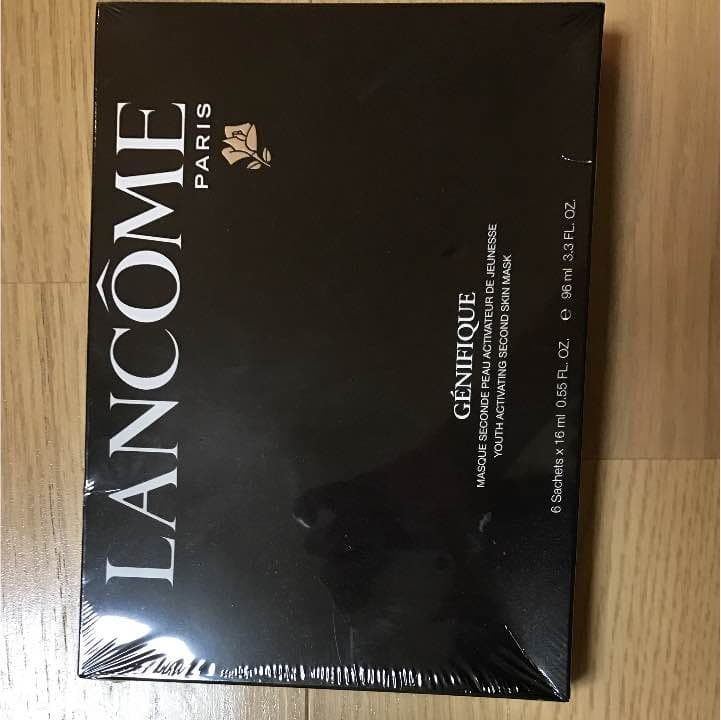 LANCÔME
PARIS
GÉNIFIQUE
MASQUE SECONDE PEAU ACTIVATEUR DE JEUNESSE
YOUTH ACTIVATING SECOND SKIN MASK
6 Sachets x 16 ml 0.55 FL. OZ. ℮ 96 ml 3.3 FL. OZ.